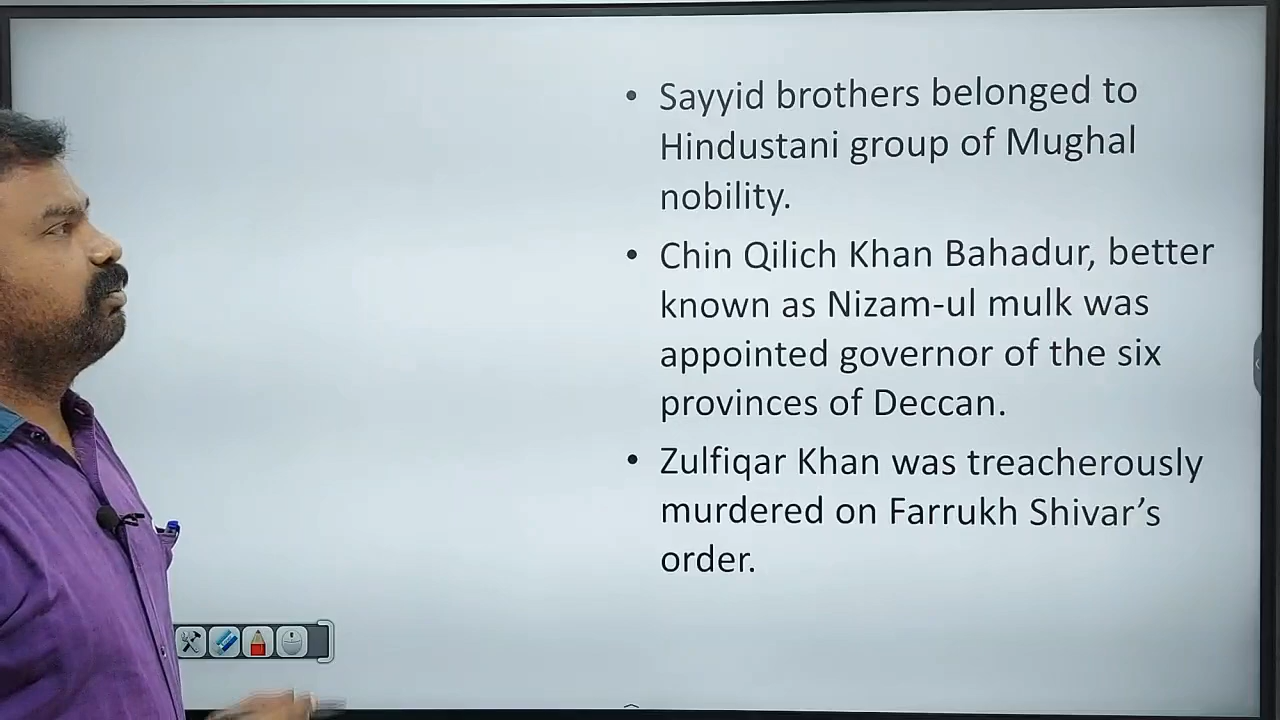 • Sayyid brothers belonged to
Hindustani group of Mughal
nobility.
• Chin Qilich Khan Bahadur, better
known as Nizam-ul mulk was
appointed governor of the six
provinces of Deccan.
• Zulfiqar Khan was treacherously
murdered on Farrukh Shivar’s
order.